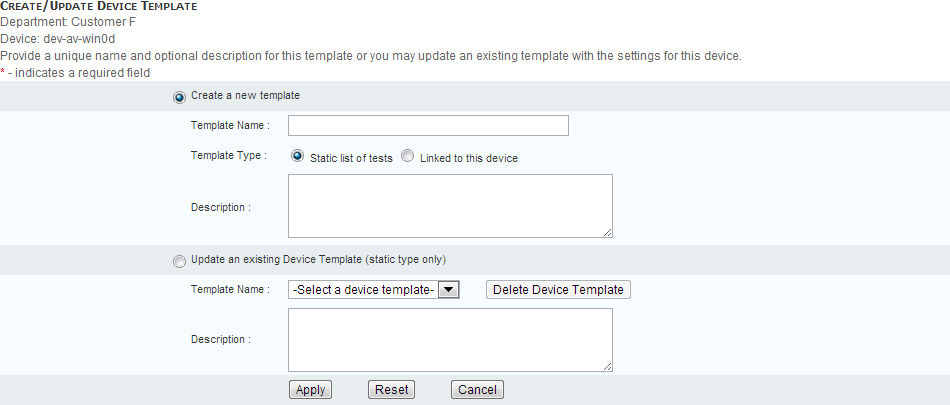 CREATE/UPDATE DEVICE TEMPLATE
Department: Customer F
Device: dev-av-win0d
Provide a unique name and optional description for this template or you may update an existing template with the settings for this device.
* - indicates a required field
Create a new template
Template Name :
Template Type : Static list of tests Linked to this device
Description :
Update an existing Device Template (static type only)
Template Name : -Select a device template- Delete Device Template
Description :
Apply Reset Cancel